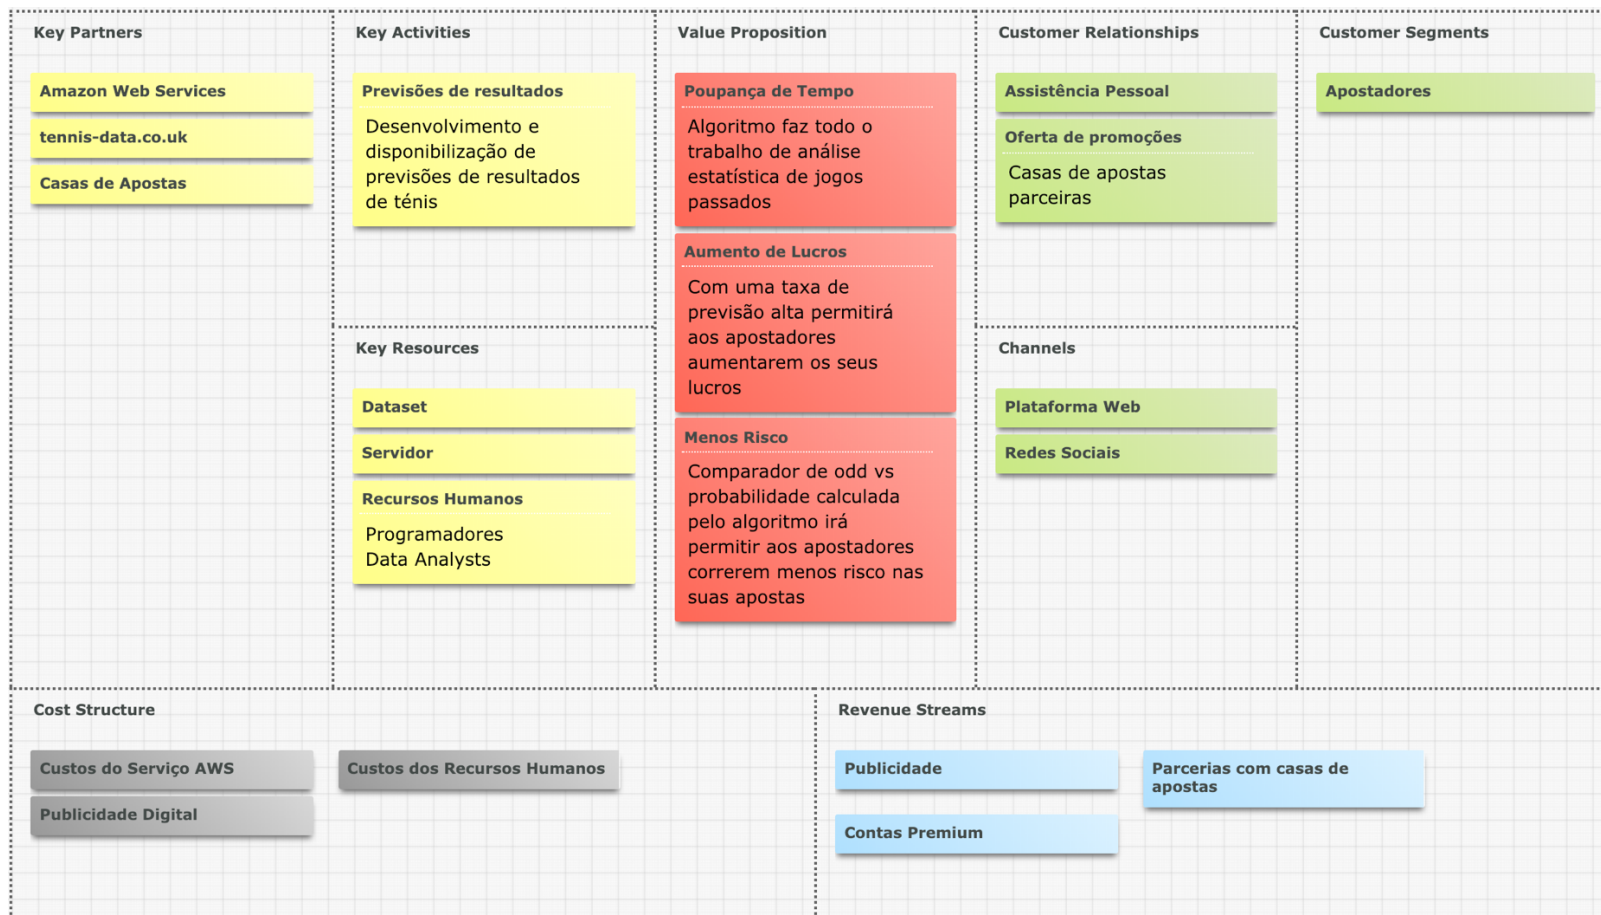 Key Partners
Amazon Web Services
tennis-data.co.uk
Casas de Apostas
Key Activities
Previsões de resultados
Desenvolvimento e
disponibilização de
previsões de resultados
de ténis
Key Resources
Dataset
Servidor
Recursos Humanos
Programadores
Data Analysts
Value Proposition
Poupança de Tempo
Algoritmo faz todo o
trabalho de análise
estatística de jogos
passados
Aumento de Lucros
Com uma taxa de
previsão alta permitirá
aos apostadores
aumentarem os seus
lucros
Menos Risco
Comparador de odd vs
probabilidade calculada
pelo algoritmo irá
permitir aos apostadores
correrem menos risco nas
suas apostas
Customer Relationships
Assistência Pessoal
Oferta de promoções
Casas de apostas
parceiras
Channels
Plataforma Web
Redes Sociais
Customer Segments
Apostadores
Cost Structure
Custos do Serviço AWS
Custos dos Recursos Humanos
Publicidade Digital
Revenue Streams
Publicidade
Parcerias com casas de
apostas
Contas Premium